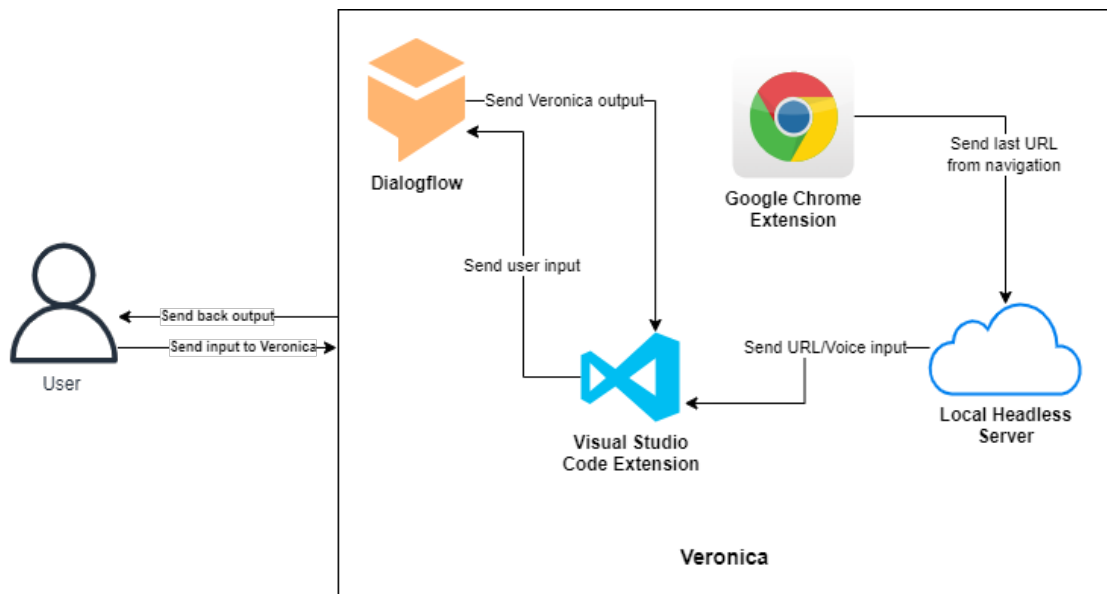 Send Veronica output
Dialogflow
Send last URL
from navigation
Google Chrome
Extension
Send user input
Send back output
Send input to Veronica
User
Send URL/Voice input
Local Headless
Server
Visual Studio
Code Extension
Veronica